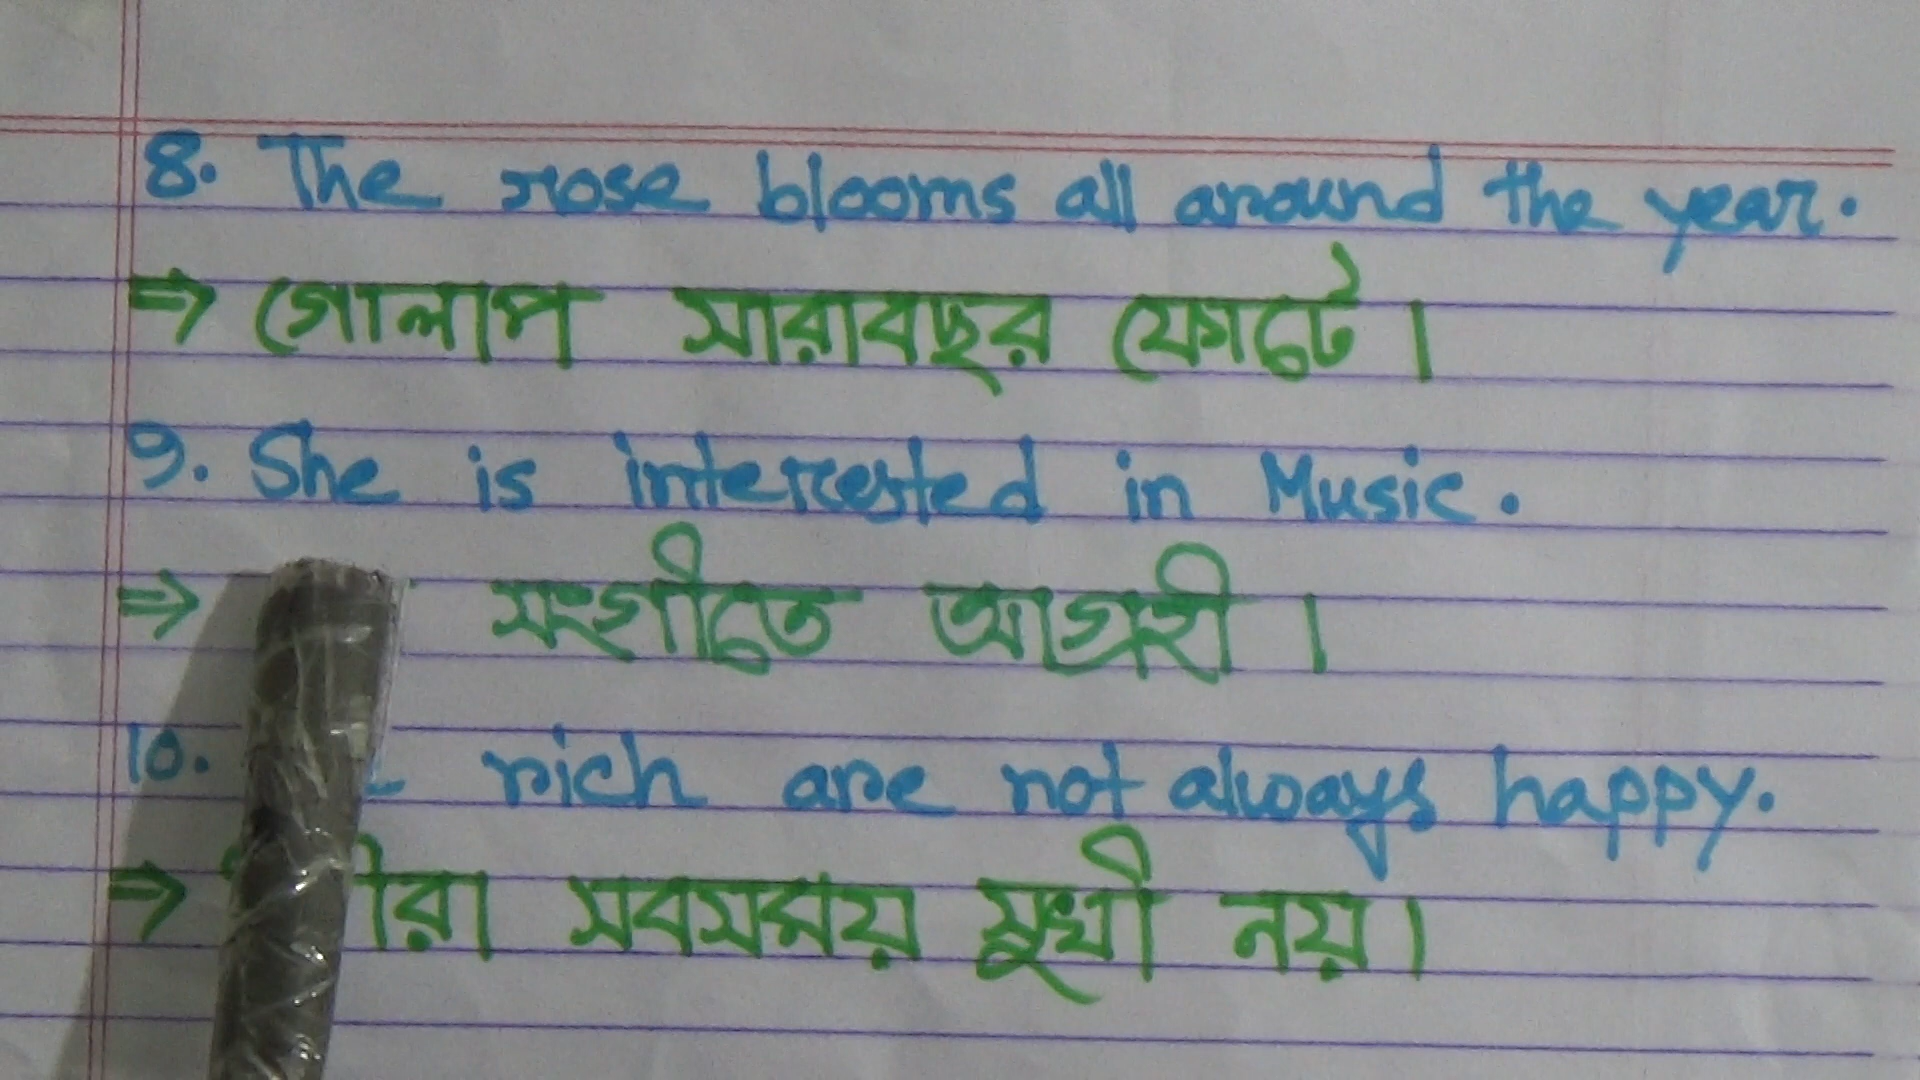 8. The rose blooms all around the year.
⇒ গোলাপ সারাবছর ফোটে।
9. She is interested in Music.
⇒ সংগীতে আগ্রহী।
10. rich are not always happy.
⇒ সবসময় সুখী নয়।